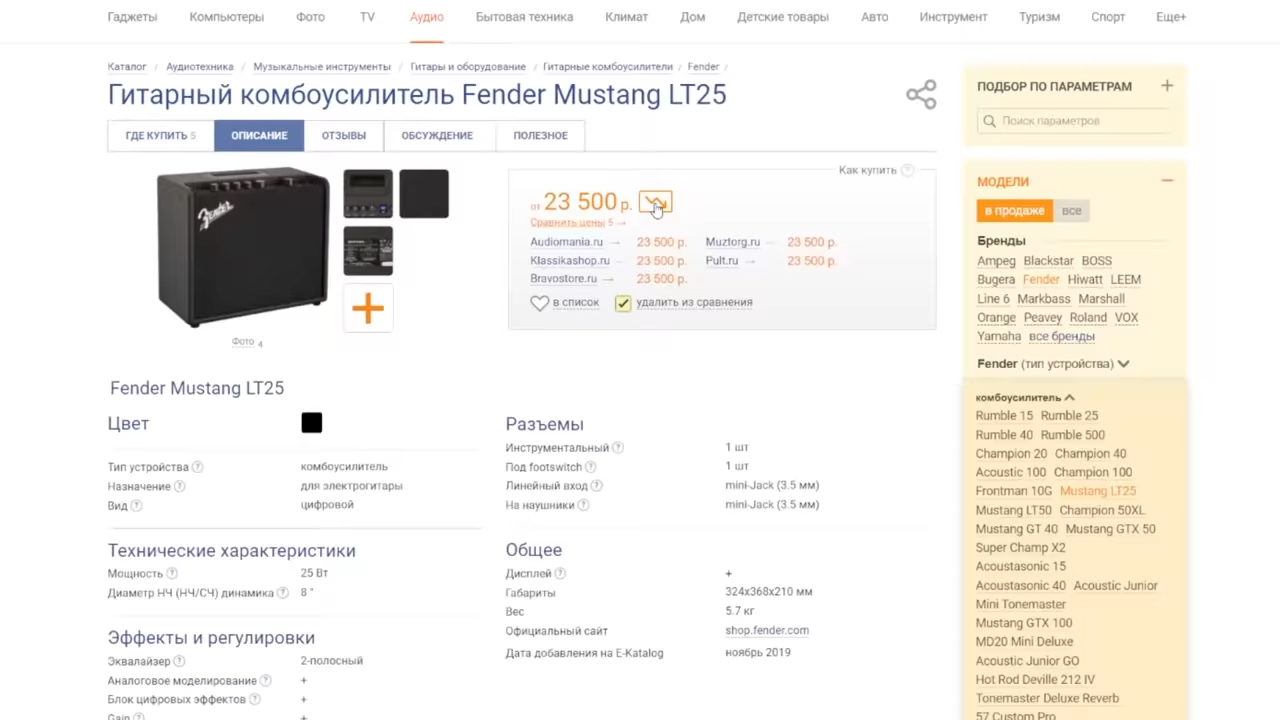 Гаджеты Компьютеры Фото TV Аудио Бытовая техника Климат Дом Детские товары Авто Инструмент Туризм Спорт Еще+
Каталог / Аудиотехника / Музыкальные инструменты / Гитары и оборудование / Гитарные комбоусилители / Fender /
Гитарный комбоусилитель Fender Mustang LT25
ГДЕ КУПИТЬ 5 ОПИСАНИЕ ОТЗЫВЫ ОБСУЖДЕНИЕ ПОЛЕЗНОЕ
Fender
Фото 4
Как купить ?
от 23 500 р.
Сравнить цены 5 →
Audiomania.ru → 23 500 р. Muztorg.ru → 23 500 р.
Klassikashop.ru → 23 500 р. Pult.ru → 23 500 р.
Bravostore.ru → 23 500 р.
в список удалить из сравнения
Fender Mustang LT25
Цвет
Тип устройства ? комбоусилитель
Назначение ? для электрогитары
Вид ? цифровой
Технические характеристики
Мощность ? 25 Вт
Диаметр НЧ (НЧ/СЧ) динамика ? 8 "
Эффекты и регулировки
Эквалайзер ? 2-полосный
Аналоговое моделирование ? +
Блок цифровых эффектов ? +
Gain ? +
Разъемы
Инструментальный ? 1 шт
Под footswitch ? 1 шт
Линейный вход ? mini-Jack (3.5 мм)
На наушники ? mini-Jack (3.5 мм)
Общее
Дисплей ? +
Габариты 324x368x210 мм
Вес 5.7 кг
Официальный сайт shop.fender.com
Дата добавления на E-Katalog ноябрь 2019
ПОДБОР ПО ПАРАМЕТРАМ +
Поиск параметров
МОДЕЛИ
в продаже все
Бренды
Ampeg Blackstar BOSS
Bugera Fender Hiwatt LEEM
Line 6 Markbass Marshall
Orange Peavey Roland VOX
Yamaha все бренды
Fender (тип устройства)
комбоусилитель
Rumble 15 Rumble 25
Rumble 40 Rumble 500
Champion 20 Champion 40
Acoustic 100 Champion 100
Frontman 10G Mustang LT25
Mustang LT50 Champion 50XL
Mustang GT 40 Mustang GTX 50
Super Champ X2
Acoustasonic 15
Acoustasonic 40 Acoustic Junior
Mini Tonemaster
Mustang GTX 100
MD20 Mini Deluxe
Acoustic Junior GO
Hot Rod Deville 212 IV
Tonemaster Deluxe Reverb
57 Custom Pro